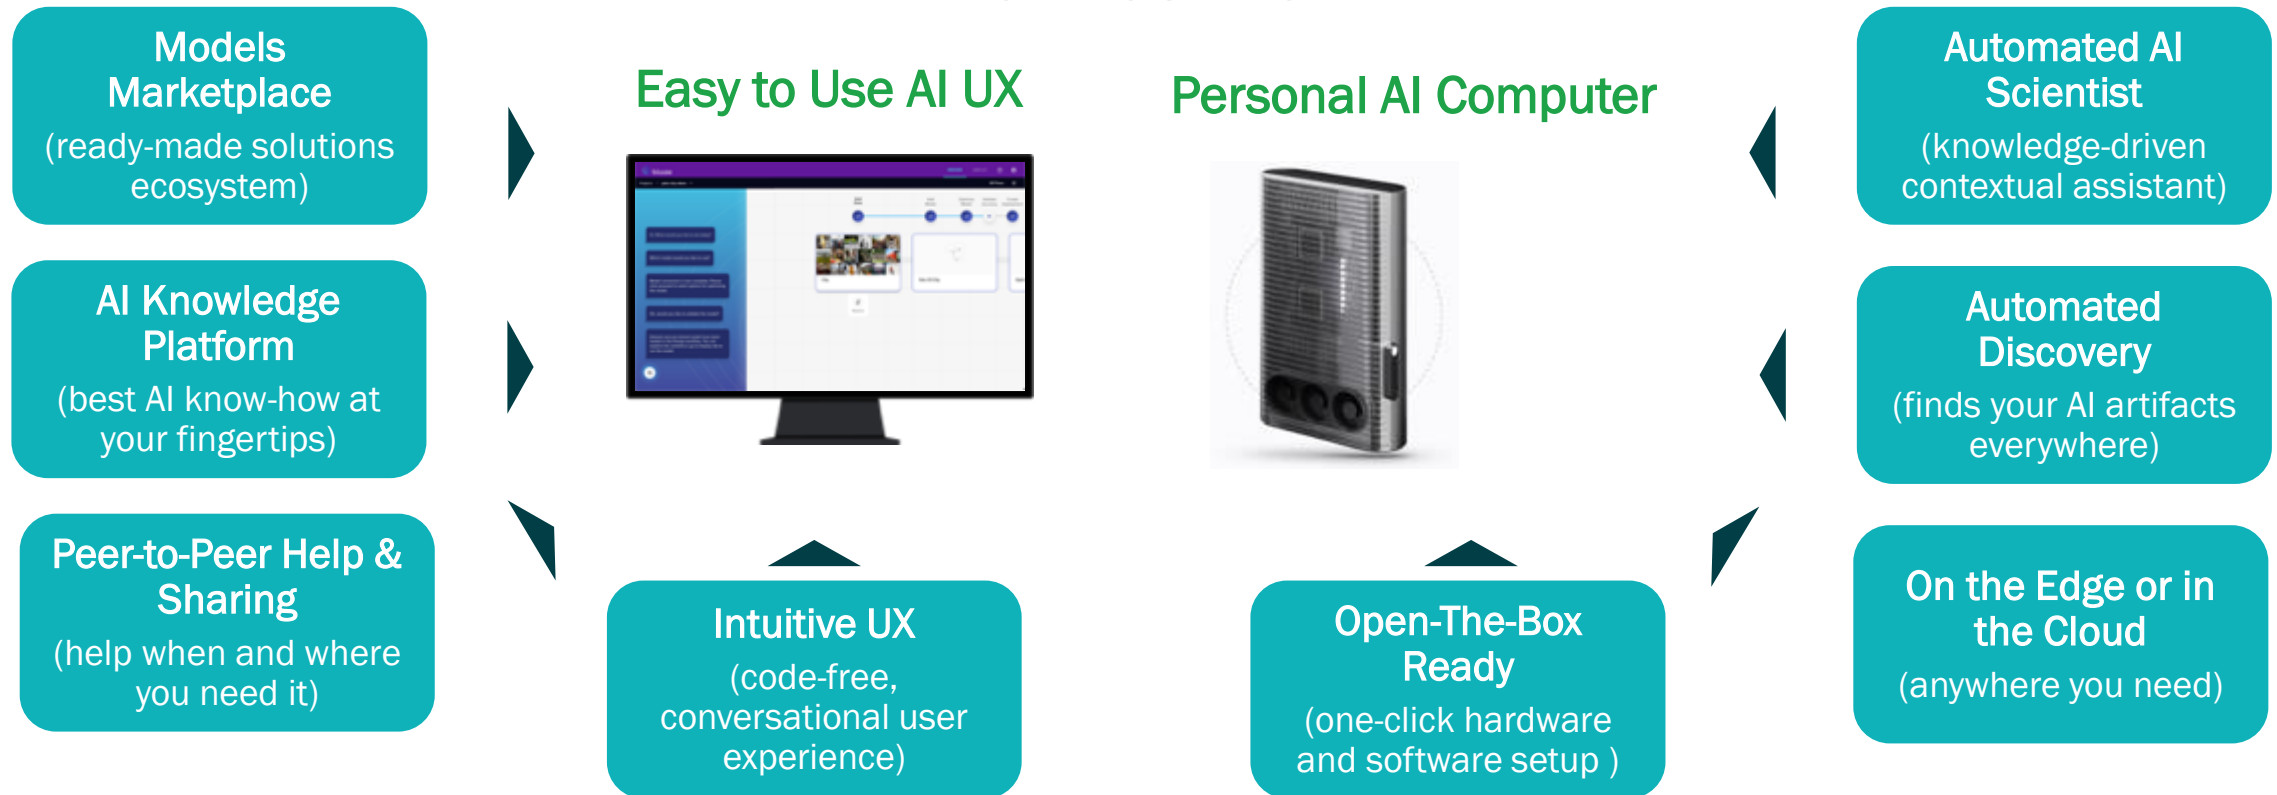 Models
Marketplace
(ready-made solutions
ecosystem)
AI Knowledge
Platform
(best AI know-how at
your fingertips)
Peer-to-Peer Help &
Sharing
(help when and where
you need it)
Easy to Use AI UX
Intuitive UX
(code-free,
conversational user
experience)
Personal AI Computer
Open-The-Box
Ready
(one-click hardware
and software setup )
Automated AI
Scientist
(knowledge-driven
contextual assistant)
Automated
Discovery
(finds your AI artifacts
everywhere)
On the Edge or in
the Cloud
(anywhere you need)